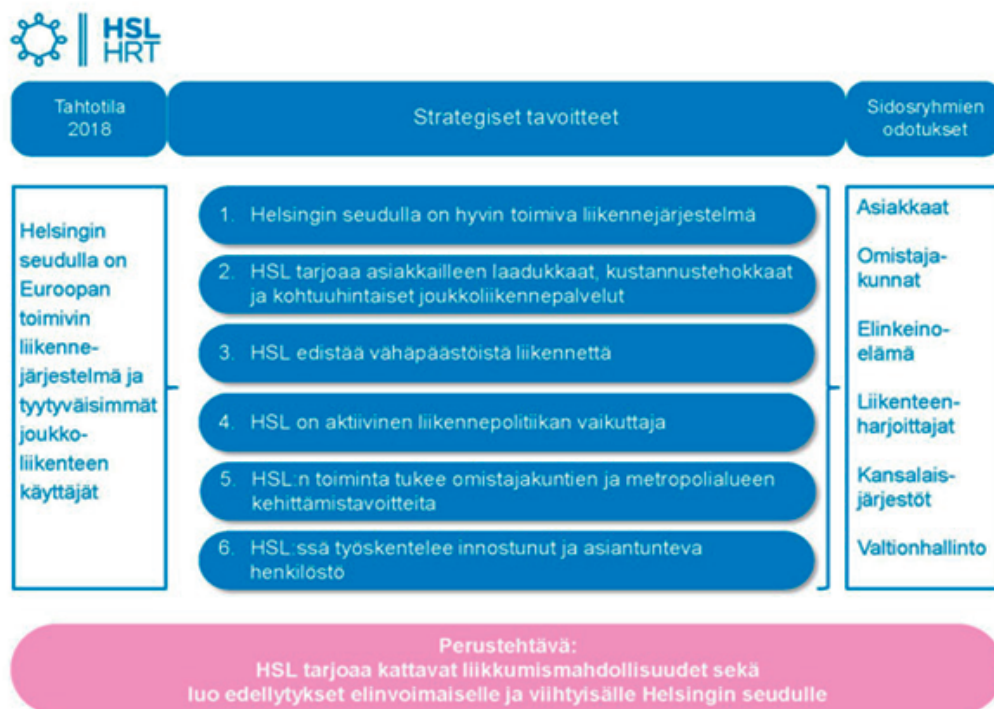 HSL
HRT
Tahtotila
2018
Strategiset tavoitteet
Sidosryhmien
odotukset
Helsingin
seudulla on
Euroopan
toimivin
liikenne-
järjestelmä ja
tyytyväisimmät
joukko-
liikenteen
käyttäjät
1. Helsingin seudulla on hyvin toimiva liikennejärjestelmä
2. HSL tarjoaa asiakkailleen laadukkaat, kustannustehokkaat
ja kohtuuhintaiset joukkoliikennepalvelut
3. HSL edistää vähäpäästöistä liikennettä
4. HSL on aktiivinen liikennepolitiikan vaikuttaja
5. HSL:n toiminta tukee omistajakuntien ja metropolialueen
kehittämistavoitteita
6. HSL:ssä työskentelee innostunut ja asiantunteva
henkilöstö
Asiakkaat
Omistaja-
kunnat
Elinkeino-
elämä
Liikenteen-
harjoittajat
Kansalais-
järjestöt
Valtionhallinto
Perustehtävä:
HSL tarjoaa kattavat liikkumismahdollisuudet sekä
luo edellytykset elinvoimaiselle ja viihtyisälle Helsingin seudulle